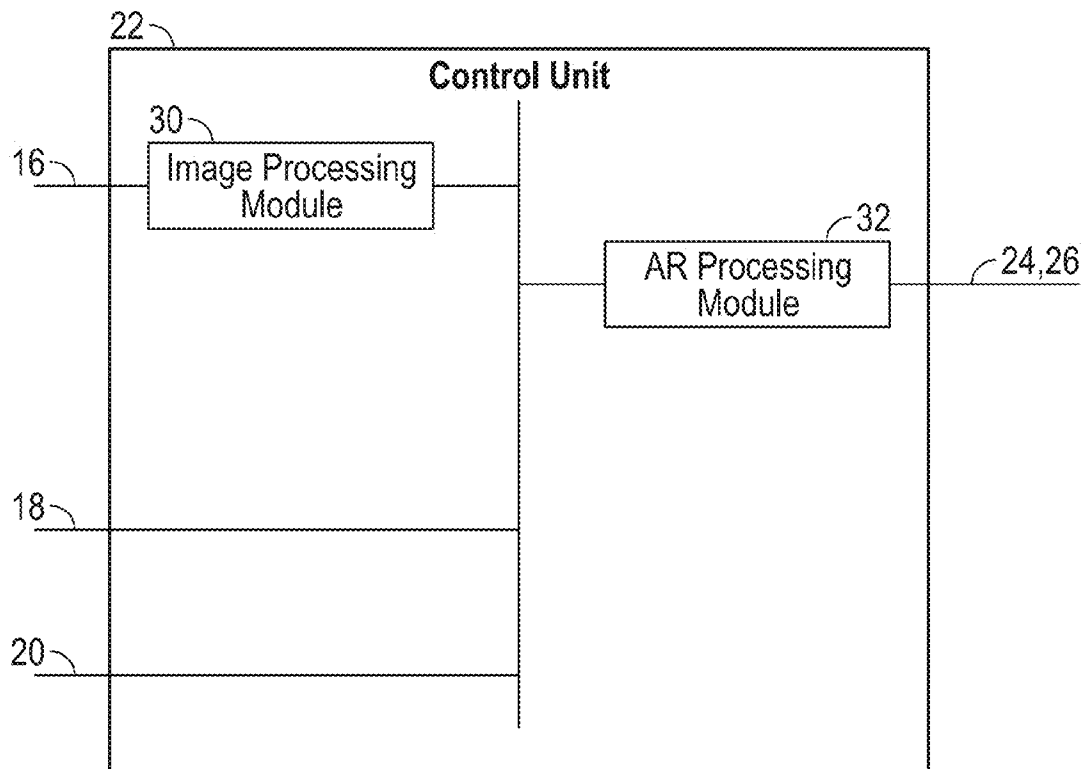 22
Control Unit
30
16
Image Processing
Module
32
AR Processing
Module
24,26
18
20